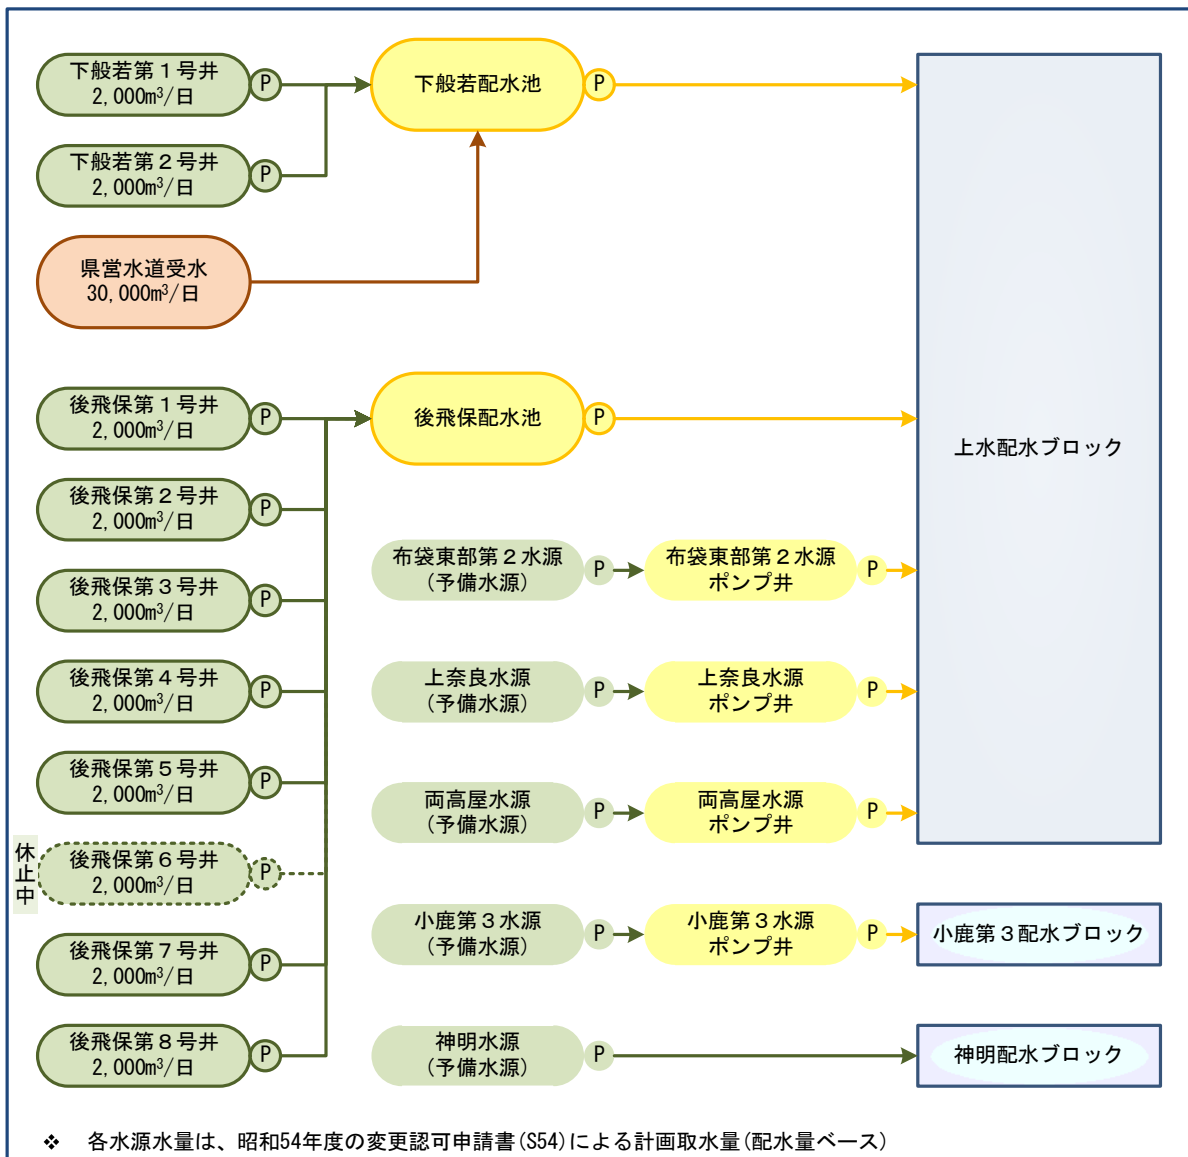 下般若第１号井
2,000m³/日
P
下般若配水池
P
下般若第２号井
2,000m³/日
P
県営水道受水
30,000m³/日
後飛保第１号井
2,000m³/日
P
後飛保配水池
P
上水配水ブロック
後飛保第２号井
2,000m³/日
P
布袋東部第２水源
(予備水源)
P
布袋東部第２水源
ポンプ井
P
後飛保第３号井
2,000m³/日
P
後飛保第４号井
2,000m³/日
P
上奈良水源
(予備水源)
P
上奈良水源
ポンプ井
P
後飛保第５号井
2,000m³/日
P
両高屋水源
(予備水源)
P
両高屋水源
ポンプ井
P
休止中
後飛保第６号井
2,000m³/日
P
小鹿第３水源
(予備水源)
P
小鹿第３水源
ポンプ井
P
小鹿第３配水ブロック
後飛保第７号井
2,000m³/日
P
後飛保第８号井
2,000m³/日
P
神明水源
(予備水源)
P
神明配水ブロック
❖ 各水源水量は、昭和54年度の変更認可申請書(S54)による計画取水量(配水量ベース)